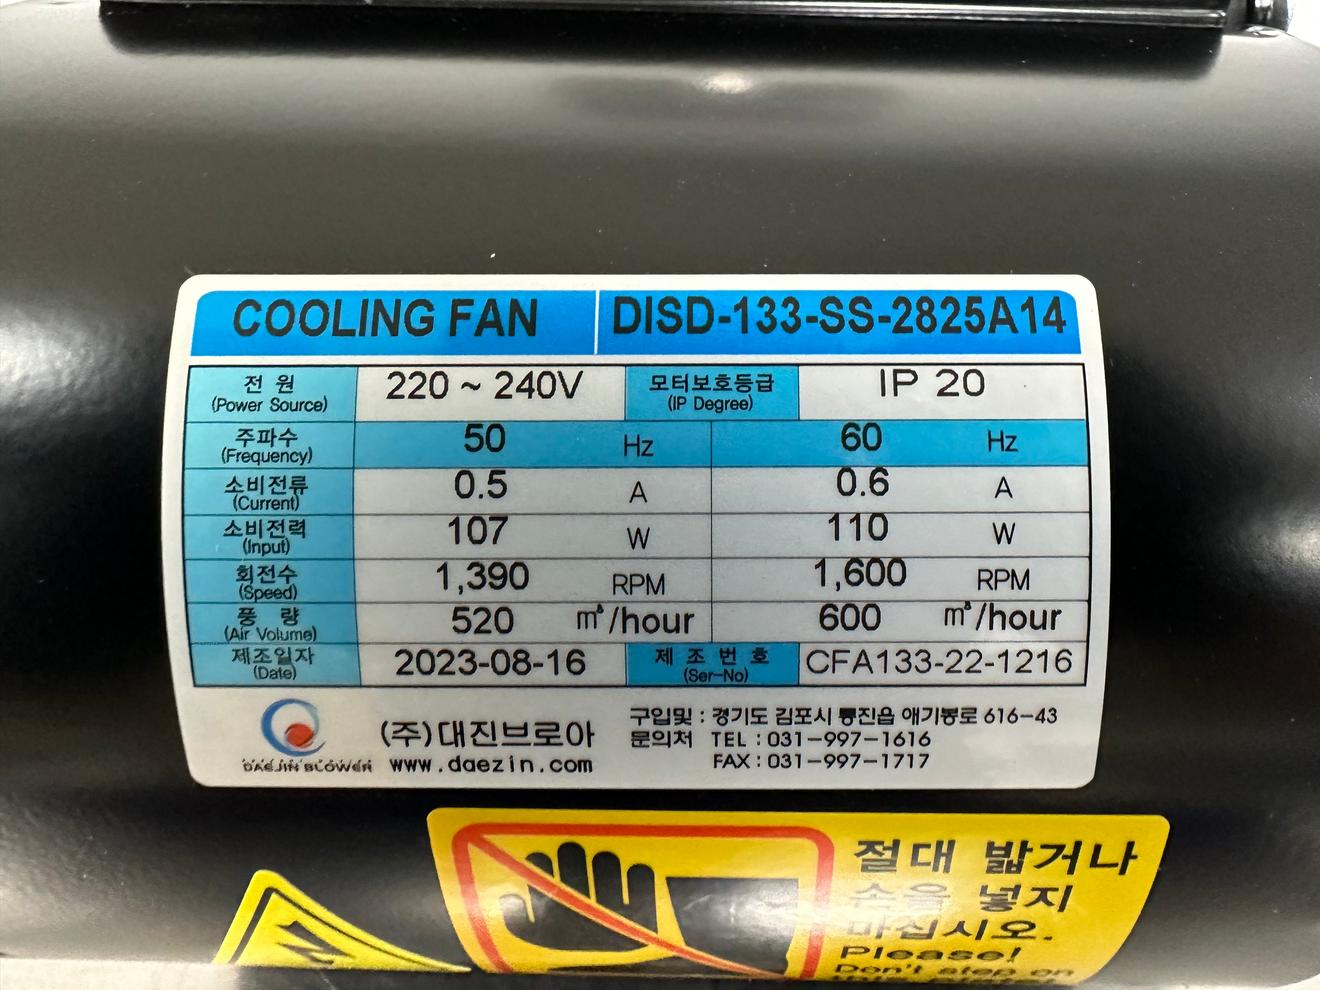 COOLING FAN DISD-133-SS-2825A14
전 원 220 ~ 240V 모터보호등급 IP 20
(Power Source) (IP Degree)
주파수 50 Hz 60 Hz
(Frequency)
소비전류 0.5 A 0.6 A
(Current)
소비전력 107 W 110 W
(Input)
회전수 1,390 RPM 1,600 RPM
(Speed)
풍 량 520 m³/hour 600 m³/hour
(Air Volume)
제조일자 2023-08-16 제 조 번 호 CFA133-22-1216
(Date) (Ser-No)
(주)대진브로아
DAEJIN BLOWER www.daezin.com
구입및 : 경기도 김포시 통진읍 애기봉로 616-43
문의처 TEL : 031-997-1616
FAX : 031-997-1717
절대 밟거나
손을 넣지
마십시오.
Please!
Don't step on